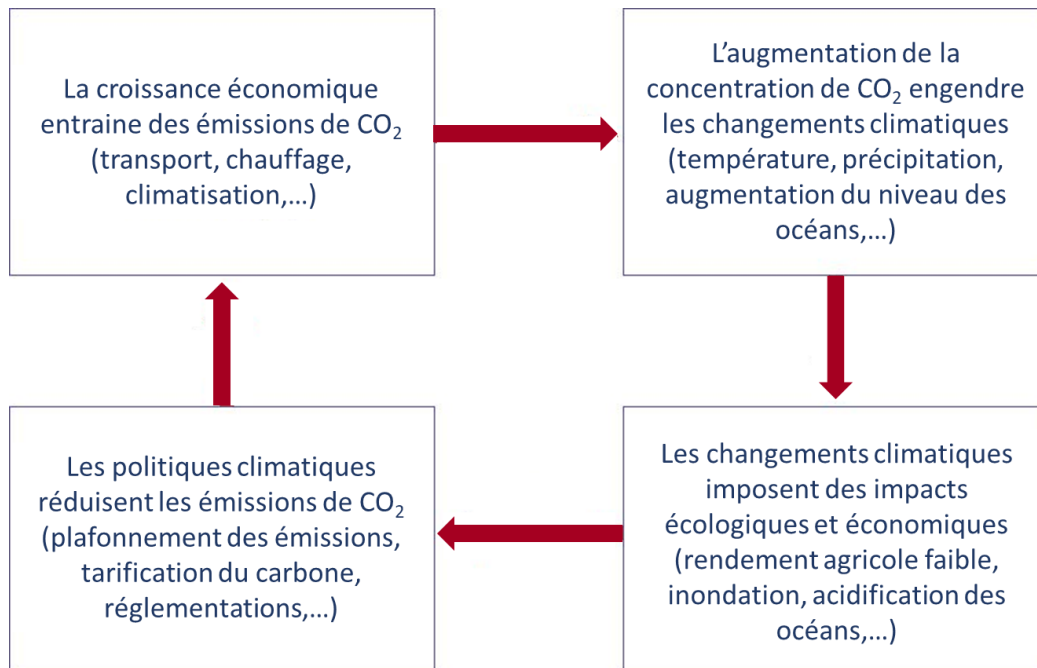 La croissance économique
entraine des émissions de CO₂
(transport, chauffage,
climatisation,...)
L’augmentation de la
concentration de CO₂ engendre
les changements climatiques
(température, précipitation,
augmentation du niveau des
océans,...)
Les politiques climatiques
réduisent les émissions de CO₂
(plafonnement des émissions,
tarification du carbone,
réglementations,...)
Les changements climatiques
imposent des impacts
écologiques et économiques
(rendement agricole faible,
inondation, acidification des
océans,...)